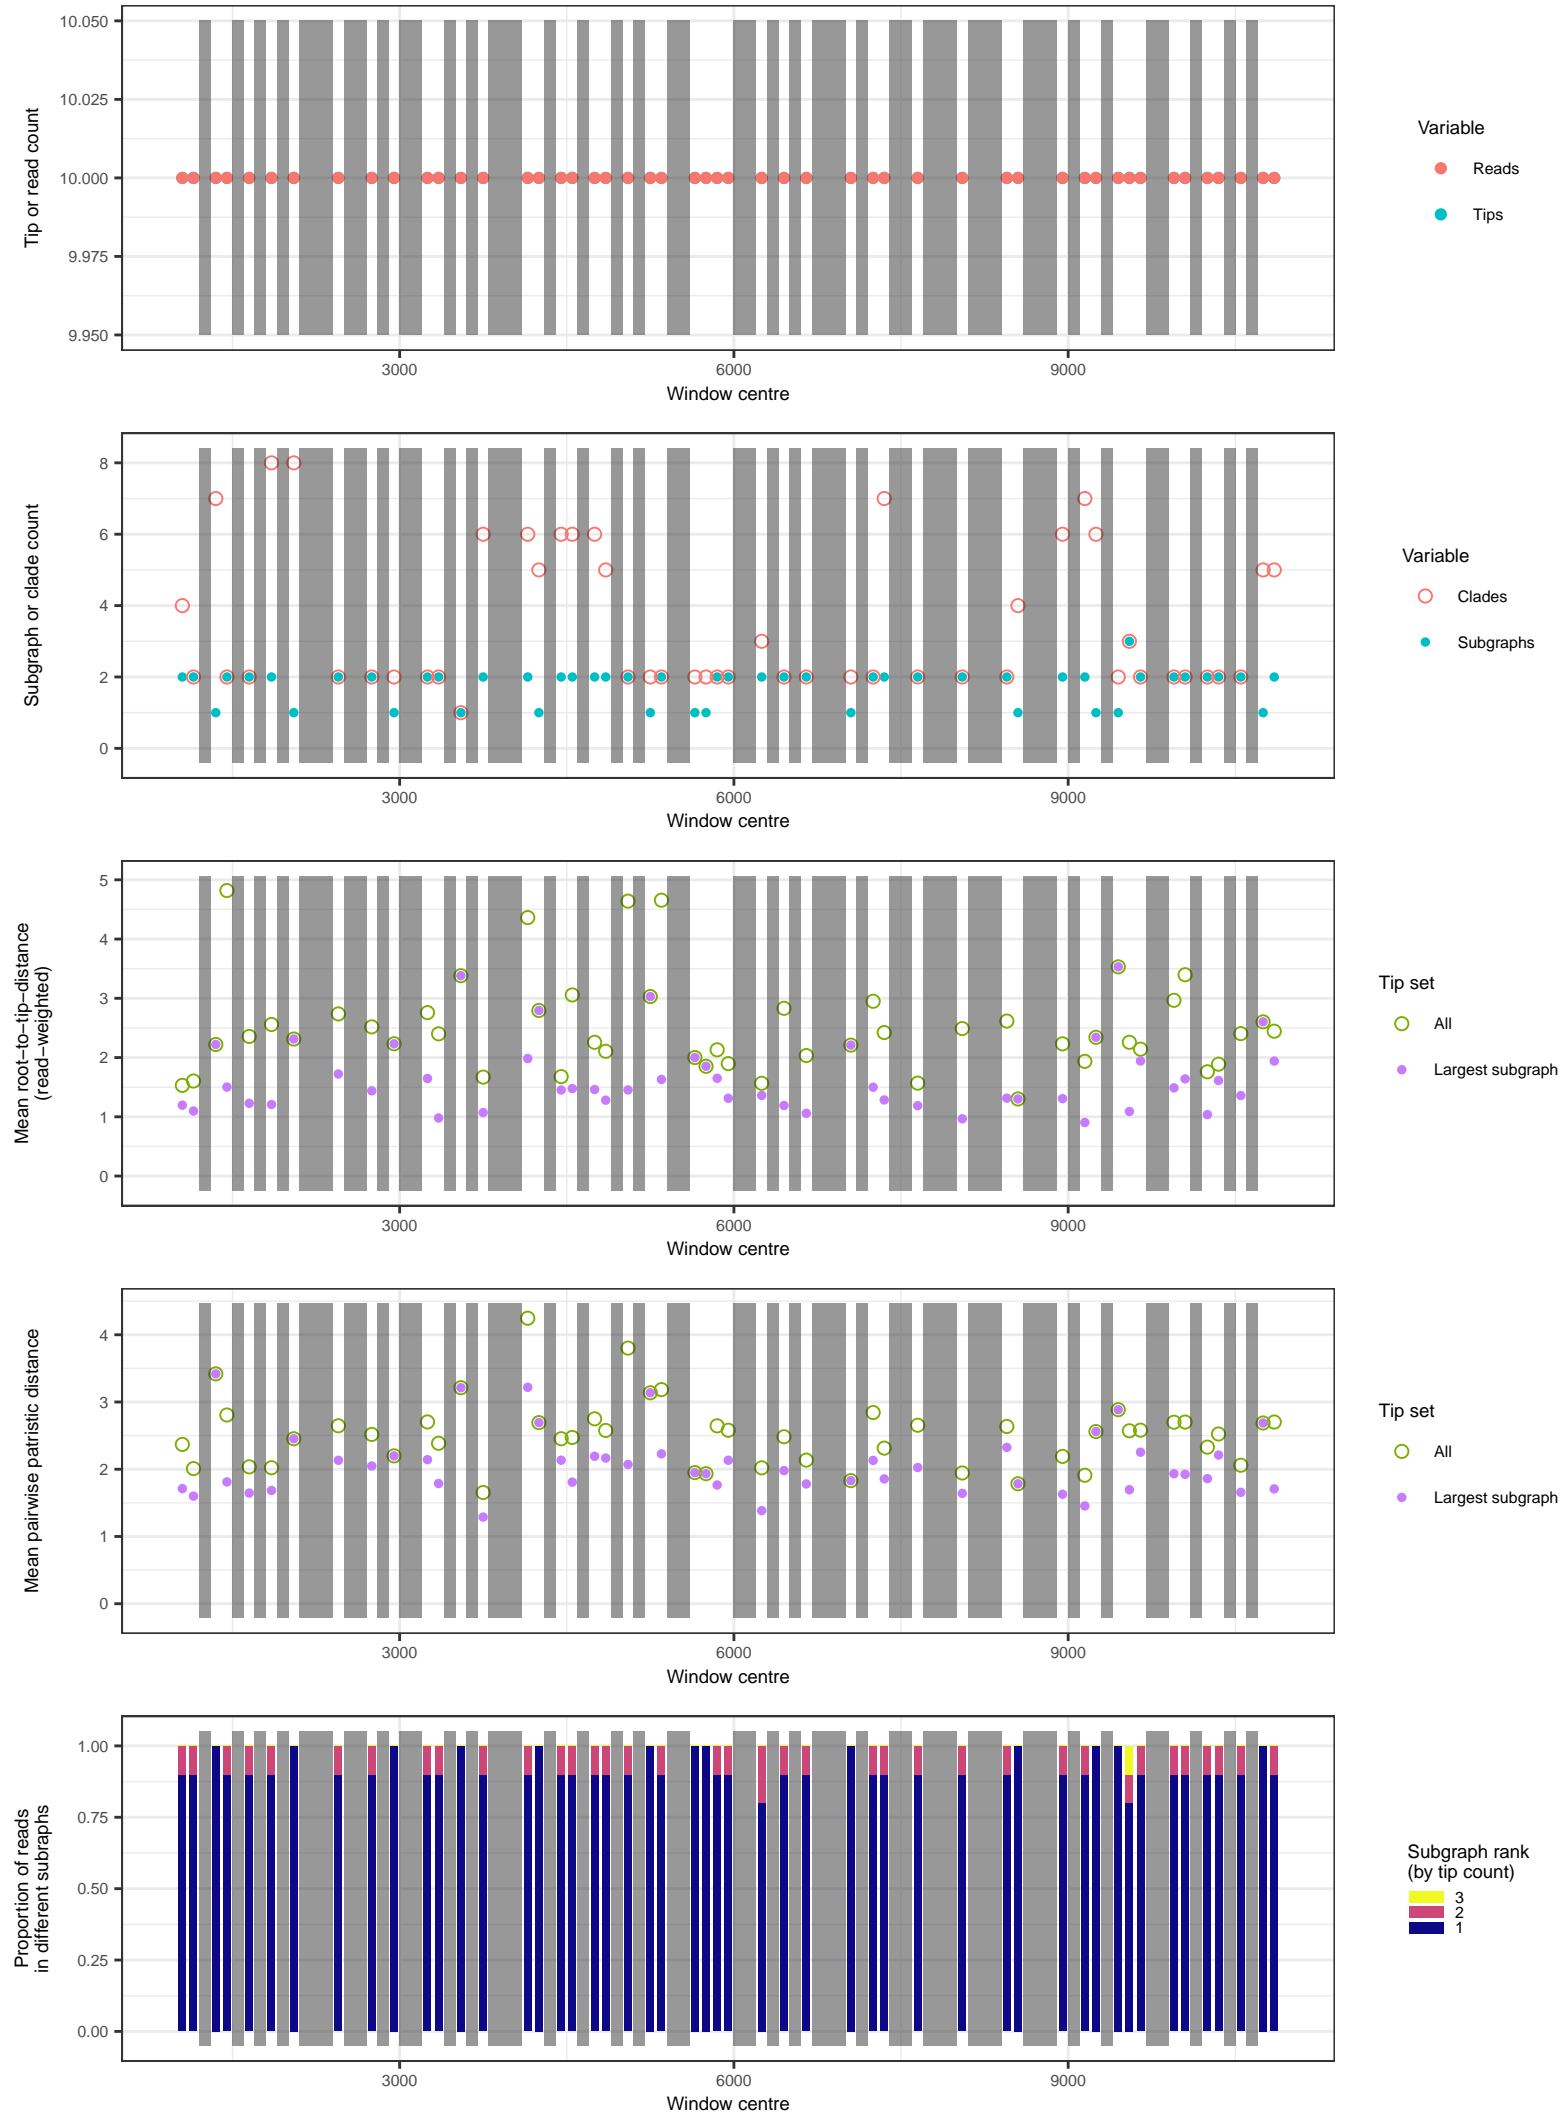 10.050
10.025
10.000
9.975
9.950
Tip or read count
3000
6000
9000
Window centre
Variable
Reads
Tips
8
6
4
2
0
Subgraph or clade count
3000
6000
9000
Window centre
Variable
Clades
Subgraphs
5
4
3
2
1
0
Mean root−to−tip−distance
(read−weighted)
3000
6000
9000
Window centre
Tip set
All
Largest subgraph
4
3
2
1
0
Mean pairwise patristic distance
3000
6000
9000
Window centre
Tip set
All
Largest subgraph
1.00
0.75
0.50
0.25
0.00
Proportion of reads
in different subraphs
3000
6000
9000
Window centre
Subgraph rank
(by tip count)
3
2
1